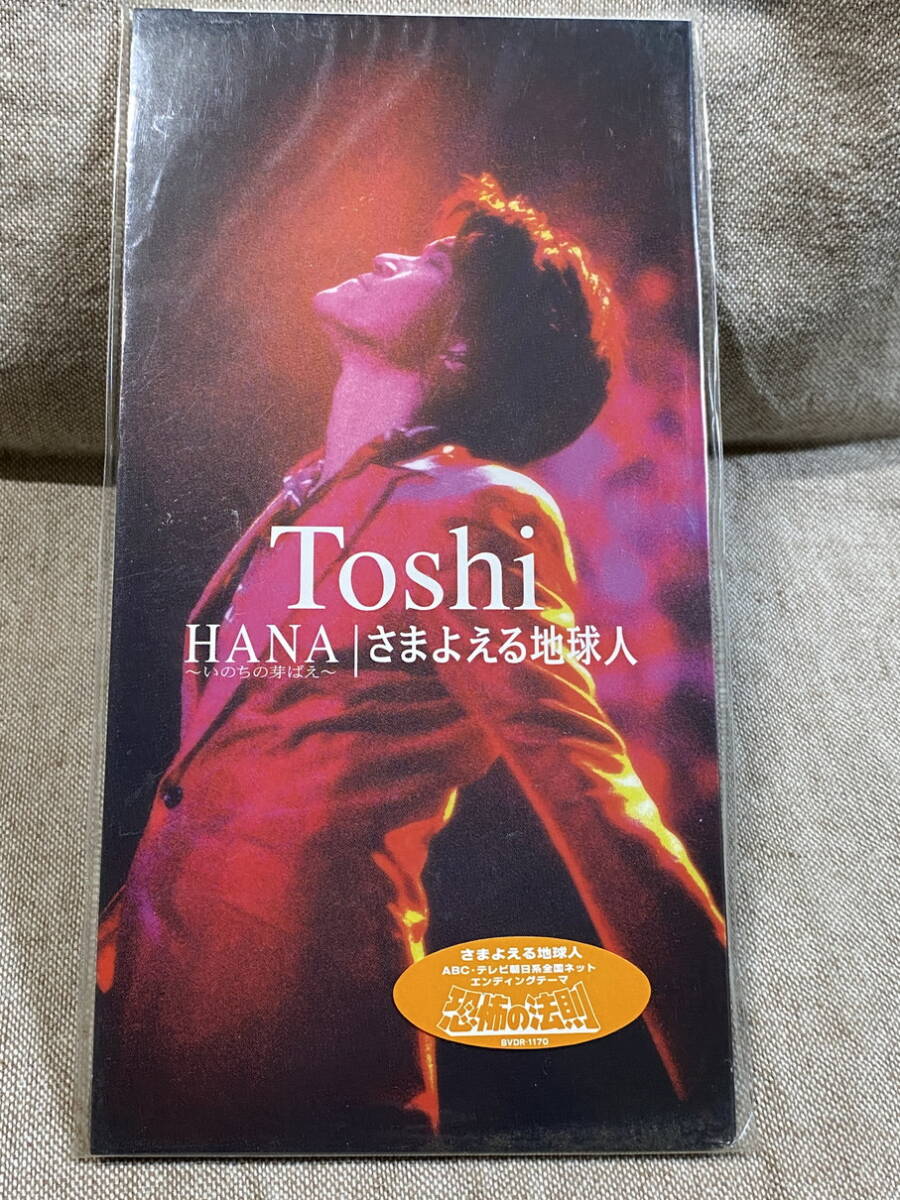 Toshi
HANA|さまよえる地球人
～いのちの芽ばえ～
さまよえる地球人
ABC・テレビ朝日系全国ネット
エンディングテーマ
恐怖の法則
BVDR-1170